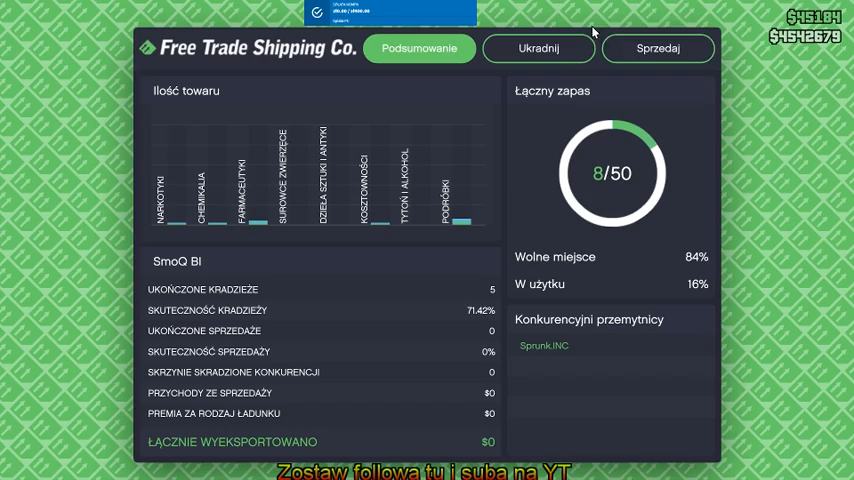 $45184
$4542679
Free Trade Shipping Co.
Podsumowanie
Ukradnij
Sprzedaj
Ilość towaru
NARKOTYKI
CHEMIKALIA
FARMACEUTYKI
SUROWCE ZWIERZĘCE
DZIEŁA SZTUKI I ANTYKI
KOSZTOWNOŚCI
TYTOŃ I ALKOHOL
PODRÓBKI
Łączny zapas
8/50
Wolne miejsce 84%
W użytku 16%
SmoQ BI
UKOŃCZONE KRADZIEŻE 5
SKUTECZNOŚĆ KRADZIEŻY 71.42%
UKOŃCZONE SPRZEDAŻE 0
SKUTECZNOŚĆ SPRZEDAŻY 0%
SKRZYNIE SKRADZIONE KONKURENCJI 0
PRZYCHODY ZE SPRZEDAŻY $0
PREMIA ZA RODZAJ ŁADUNKU $0
ŁĄCZNIE WYEKSPORTOWANO $0
Konkurencyjni przemytnicy
Sprunk.INC
Zostaw followa tu i suba na YT